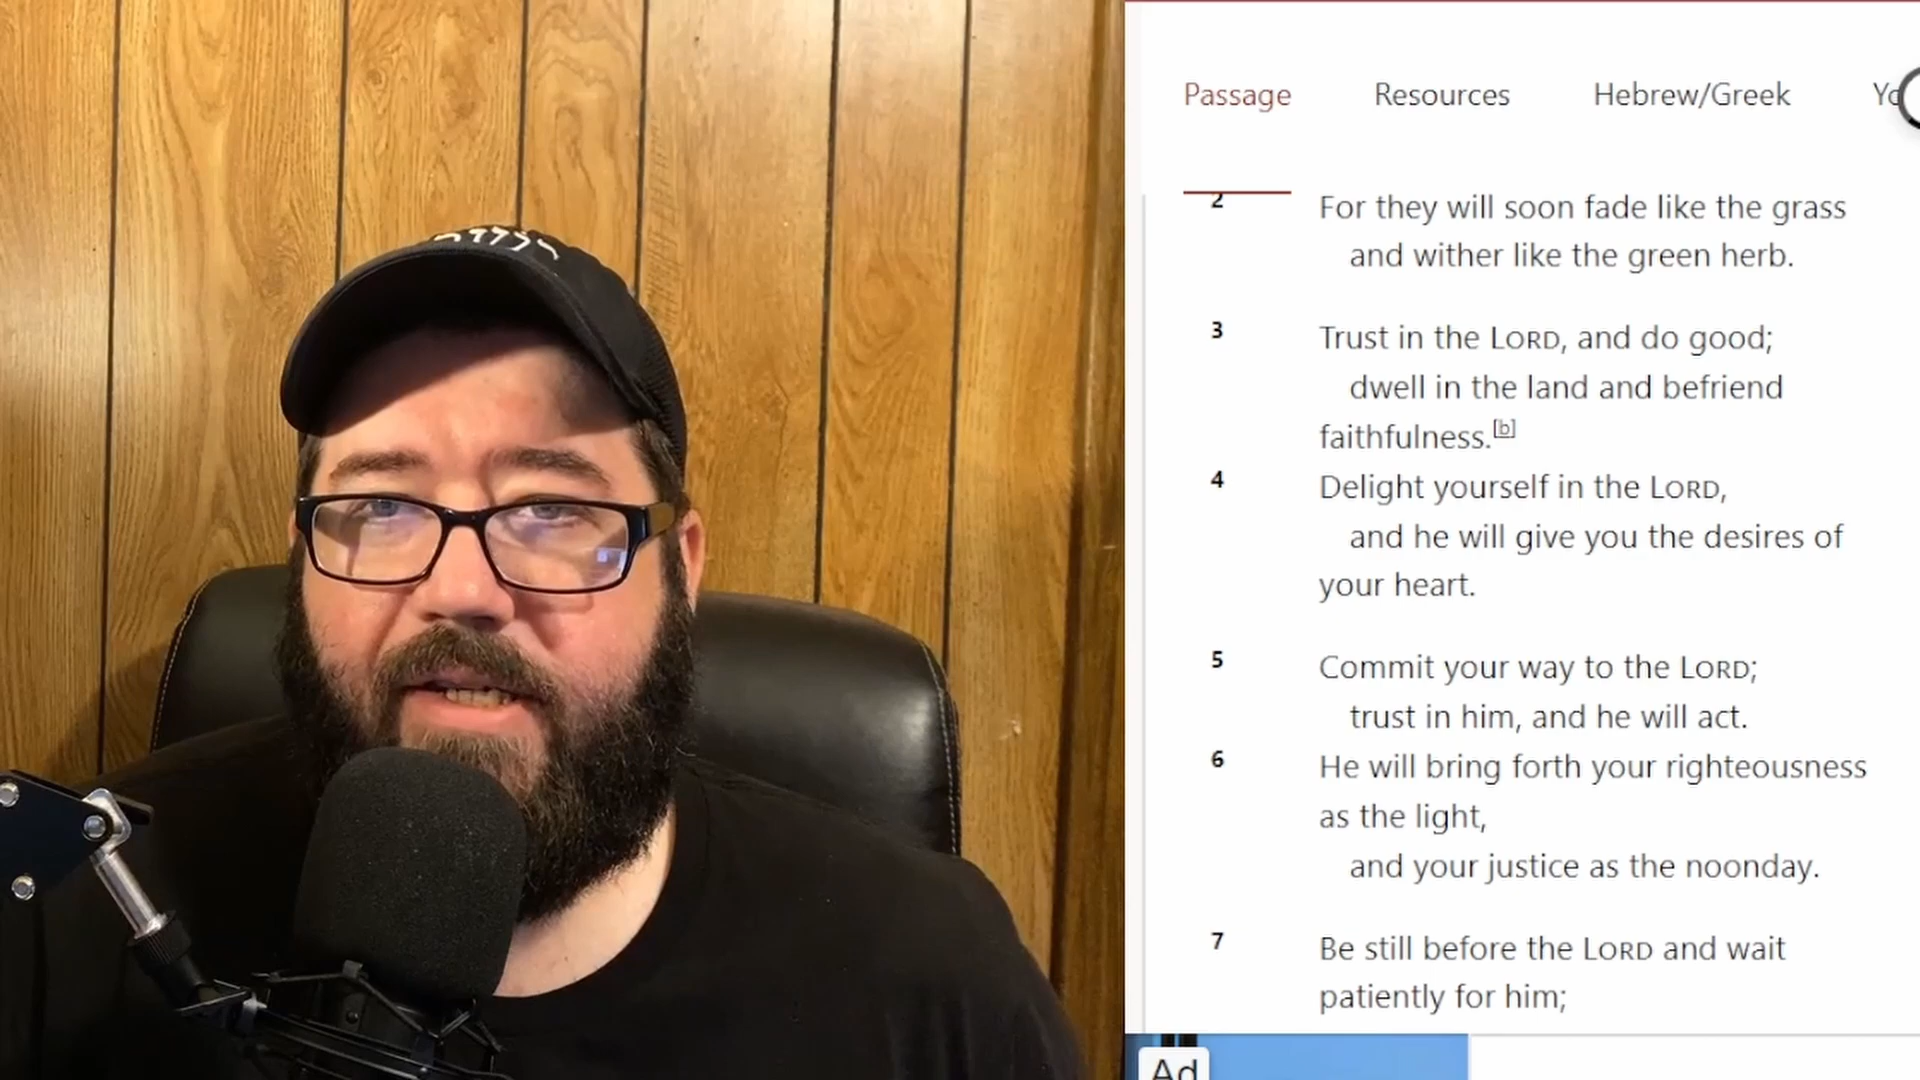 Passage
Resources
Hebrew/Greek
2 For they will soon fade like the grass
and wither like the green herb.
3 Trust in the LORD, and do good;
dwell in the land and befriend
faithfulness.[b]
4 Delight yourself in the LORD,
and he will give you the desires of
your heart.
5 Commit your way to the LORD;
trust in him, and he will act.
6 He will bring forth your righteousness
as the light,
and your justice as the noonday.
7 Be still before the LORD and wait
patiently for him;
Ad